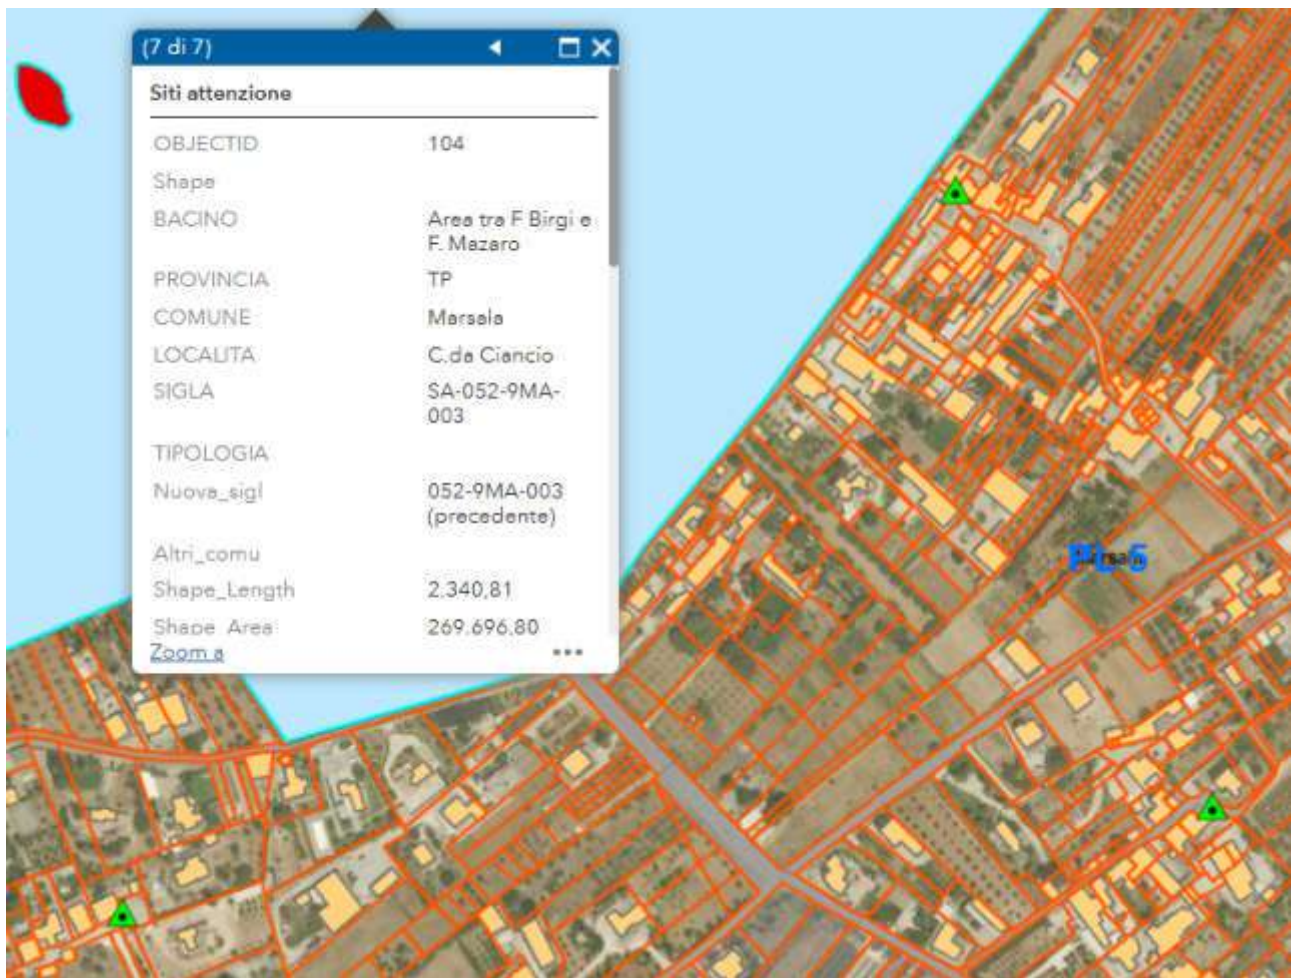 (7 di 7)
Siti attenzione
OBJECTID 104
Shape
BACINO Area tra F Birgi e
F. Mazaro
PROVINCIA TP
COMUNE Marsala
LOCALITA C.da Ciancio
SIGLA SA-052-9MA-
003
TIPOLOGIA
Nuova_sigl 052-9MA-003
(precedente)
Altri_comu
Shape_Length 2.340,81
Shape_Area 269.696,80
Zoom a